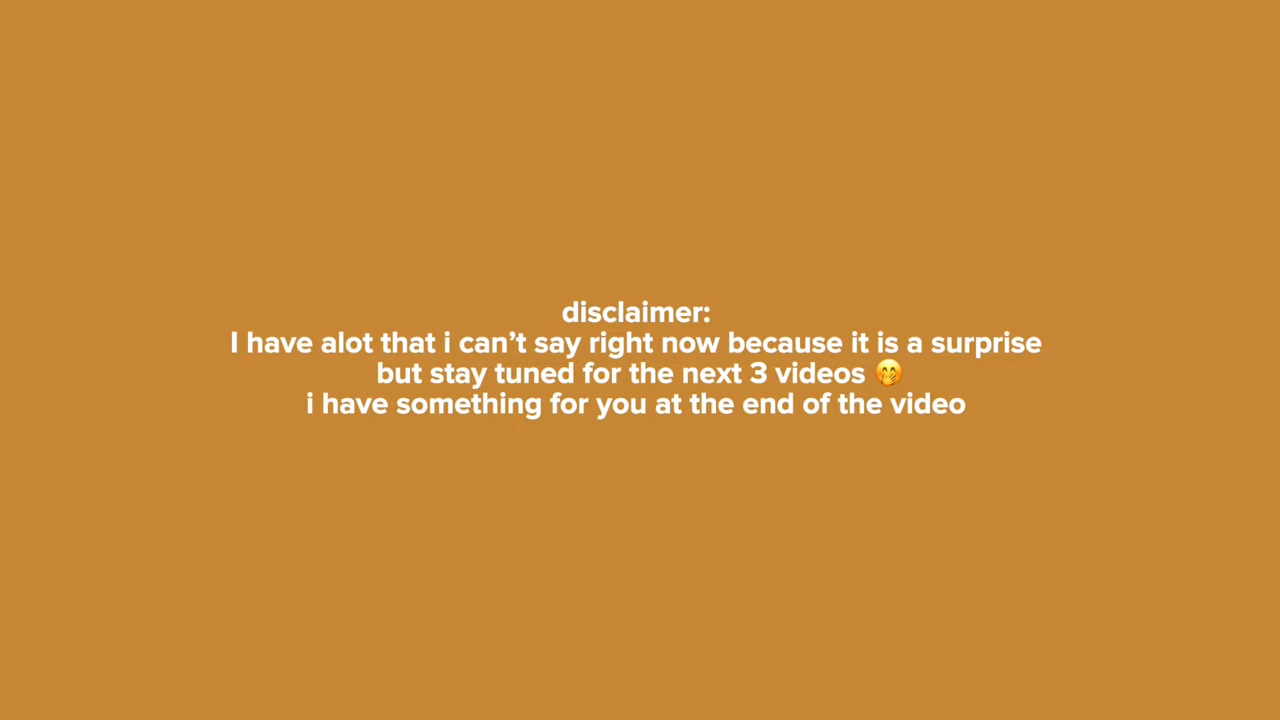 disclaimer:
I have alot that i can’t say right now because it is a surprise
but stay tuned for the next 3 videos 🤭
i have something for you at the end of the video